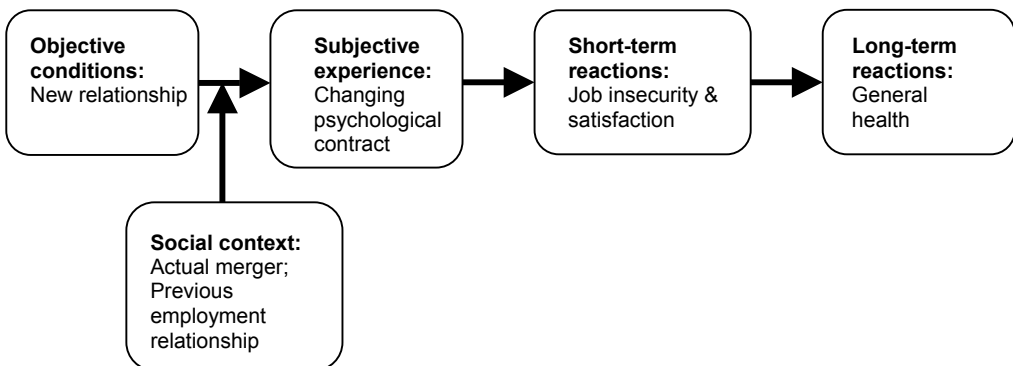 Objective
conditions:
New relationship
Subjective
experience:
Changing
psychological
contract
Short-term
reactions:
Job insecurity &
satisfaction
Long-term
reactions:
General
health
Social context:
Actual merger;
Previous
employment
relationship